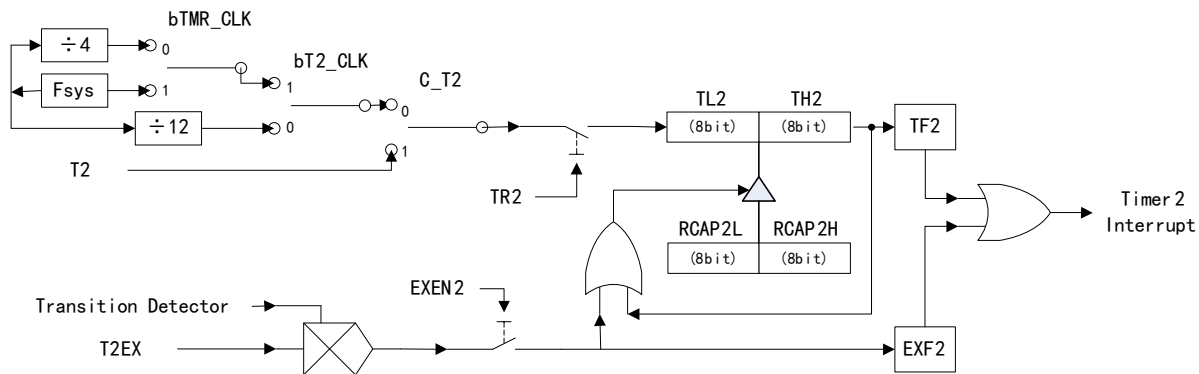 bTMR_CLK
÷4
0
bT2_CLK
Fsys
1
1
C_T2
÷12
0
0
1
T2
TR2
TL2
TH2
(8bit)
(8bit)
TF2
RCAP2L
RCAP2H
(8bit)
(8bit)
Timer2
Interrupt
EXEN2
Transition Detector
T2EX
EXF2